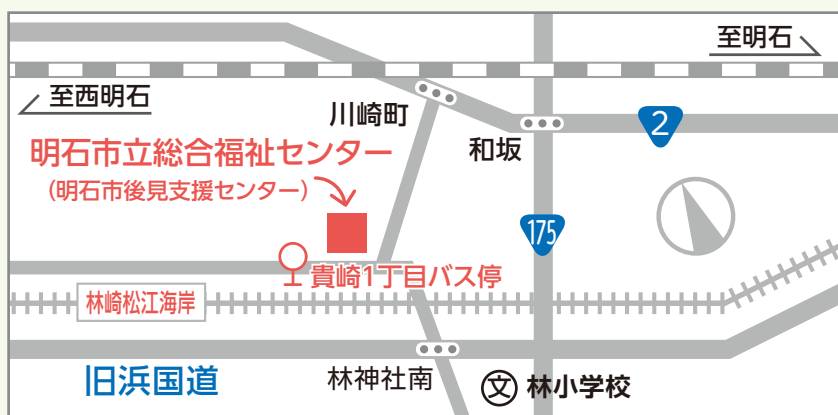 至明石
至西明石
川崎町
2
和坂
明石市立総合福祉センター
（明石市後見支援センター）
175
貴崎1丁目バス停
林崎松江海岸
旧浜国道
林神社南
文 林小学校